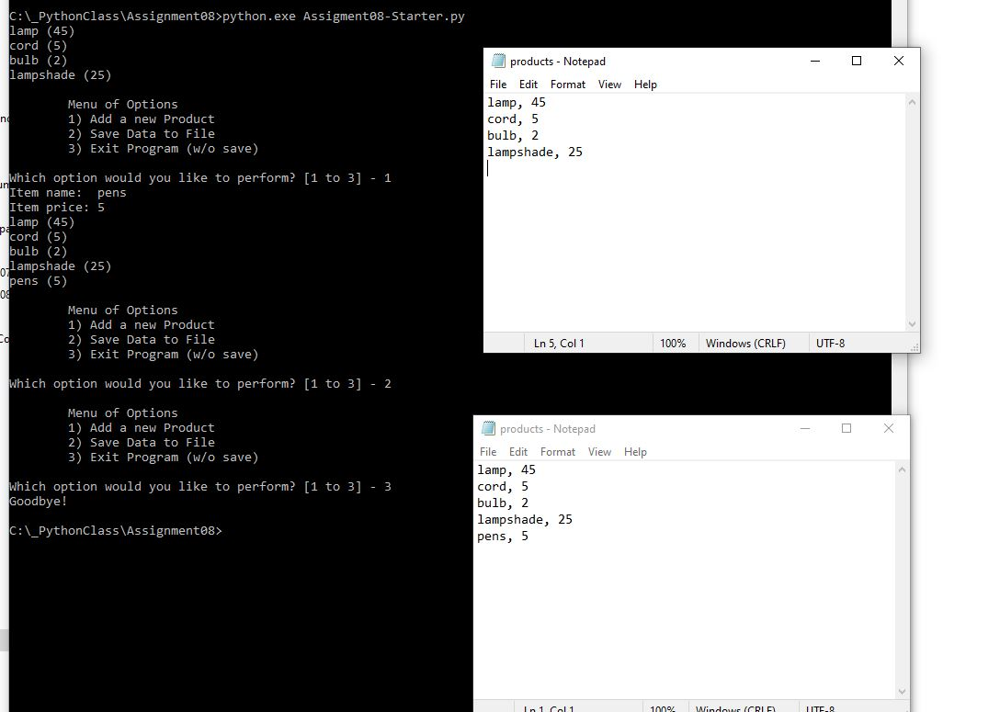 C:\_PythonClass\Assignment08>python.exe Assigment08-Starter.py
lamp (45)
cord (5)
bulb (2)
lampshade (25)
Menu of Options
1) Add a new Product
2) Save Data to File
3) Exit Program (w/o save)
Which option would you like to perform? [1 to 3] - 1
Item name:  pens
Item price: 5
lamp (45)
cord (5)
bulb (2)
lampshade (25)
pens (5)
Menu of Options
1) Add a new Product
2) Save Data to File
3) Exit Program (w/o save)
Which option would you like to perform? [1 to 3] - 2
Menu of Options
1) Add a new Product
2) Save Data to File
3) Exit Program (w/o save)
Which option would you like to perform? [1 to 3] - 3
Goodbye!
C:\_PythonClass\Assignment08>
products - Notepad
File Edit Format View Help
lamp, 45
cord, 5
bulb, 2
lampshade, 25
Ln 5, Col 1 100% Windows (CRLF) UTF-8
products - Notepad
File Edit Format View Help
lamp, 45
cord, 5
bulb, 2
lampshade, 25
pens, 5
Ln 1, Col 1 100% Windows (CRLF) UTF-8